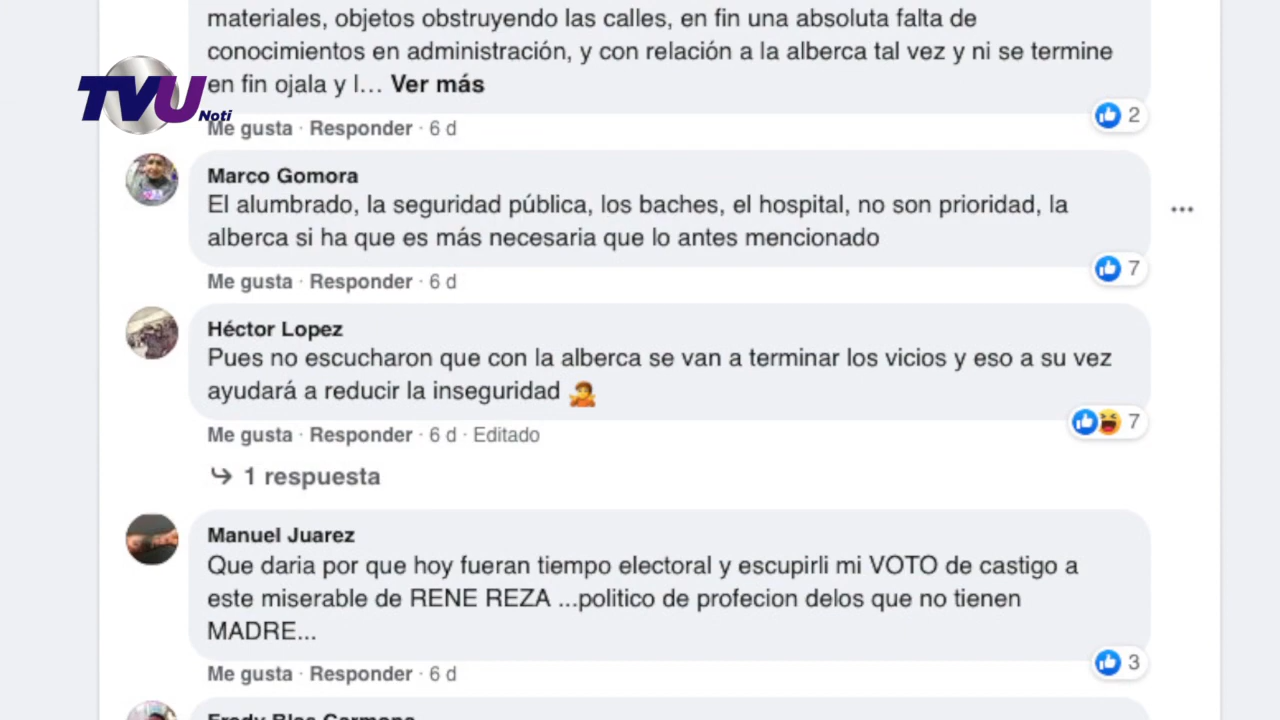 materiales, objetos obstruyendo las calles, en fin una absoluta falta de
conocimientos en administración, y con relación a la alberca tal vez y ni se termine
en fin ojala y l... Ver más
TVU Noti
Me gusta · Responder · 6 d
2
Marco Gomora
El alumbrado, la seguridad pública, los baches, el hospital, no son prioridad, la
alberca si ha que es más necesaria que lo antes mencionado
7
Me gusta · Responder · 6 d
Héctor Lopez
Pues no escucharon que con la alberca se van a terminar los vicios y eso a su vez
ayudará a reducir la inseguridad 🤷
7
Me gusta · Responder · 6 d · Editado
1 respuesta
Manuel Juarez
Que daria por que hoy fueran tiempo electoral y escupirli mi VOTO de castigo a
este miserable de RENE REZA ...politico de profecion delos que no tienen
MADRE...
3
Me gusta · Responder · 6 d
Fredy Blas Carmona